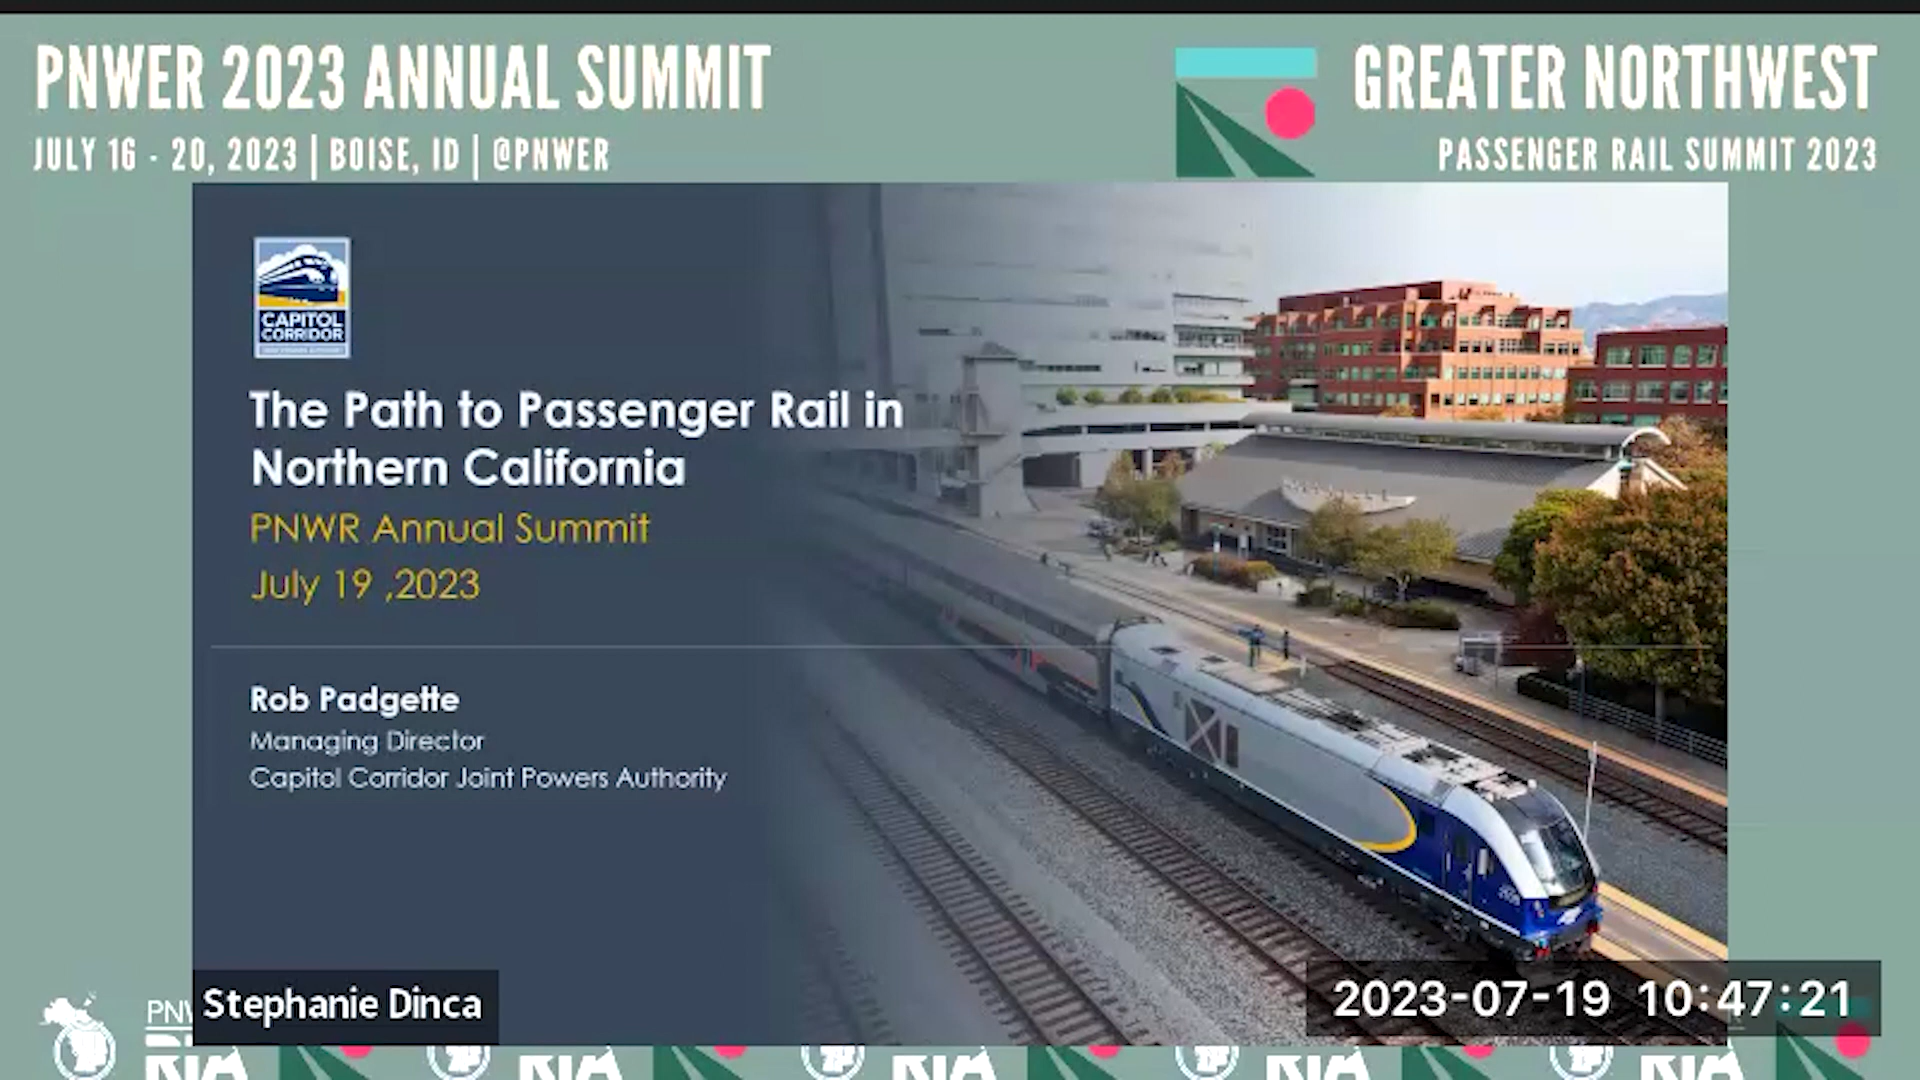 PNWER 2023 ANNUAL SUMMIT
JULY 16 - 20, 2023 | BOISE, ID | @PNWER
GREATER NORTHWEST
PASSENGER RAIL SUMMIT 2023
CAPITOL
CORRIDOR
The Path to Passenger Rail in
Northern California
PNWR Annual Summit
July 19 ,2023
Rob Padgette
Managing Director
Capitol Corridor Joint Powers Authority
Stephanie Dinca
2023-07-19 10:47:21